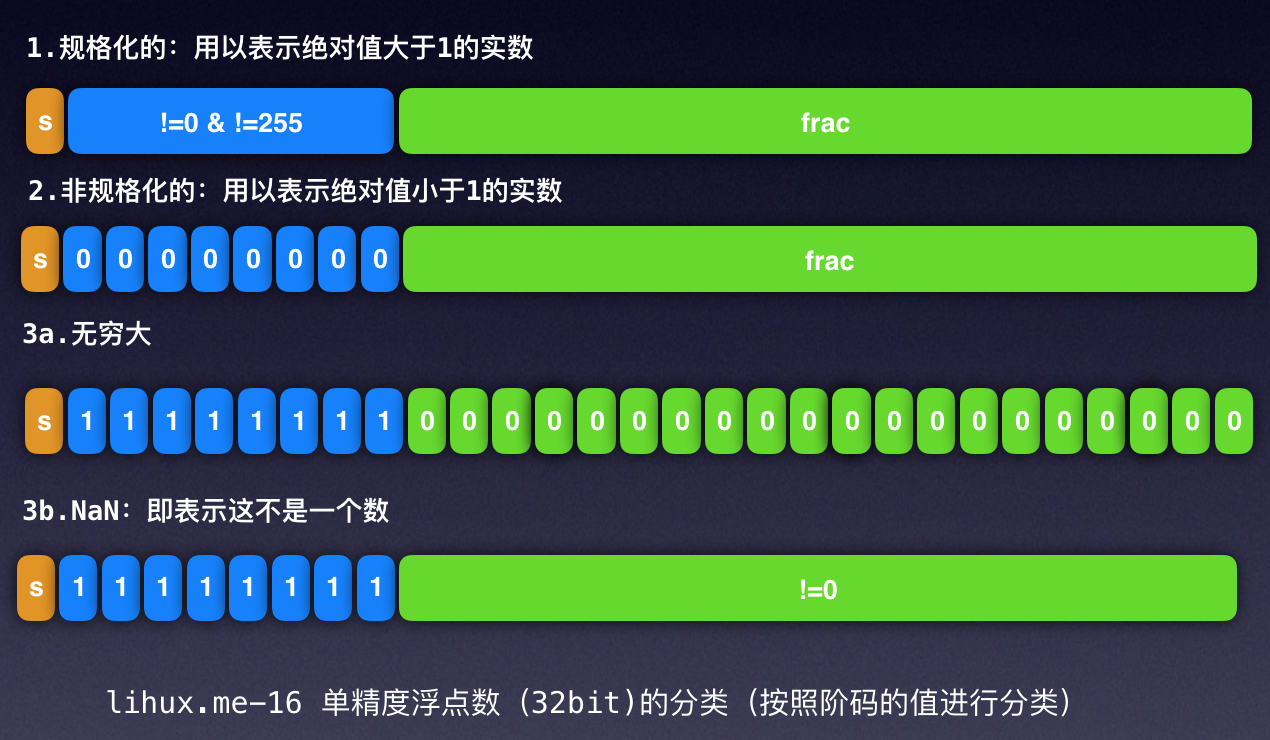 1.规格化的：用以表示绝对值大于1的实数
s !=0 & !=255 frac
2.非规格化的：用以表示绝对值小于1的实数
s 0 0 0 0 0 0 0 0 frac
3a.无穷大
s 1 1 1 1 1 1 1 1 0 0 0 0 0 0 0 0 0 0 0 0 0 0 0 0 0 0 0 0
3b.NaN：即表示这不是一个数
s 1 1 1 1 1 1 1 1 !=0
lihux.me-16 单精度浮点数（32bit)的分类（按照阶码的值进行分类）